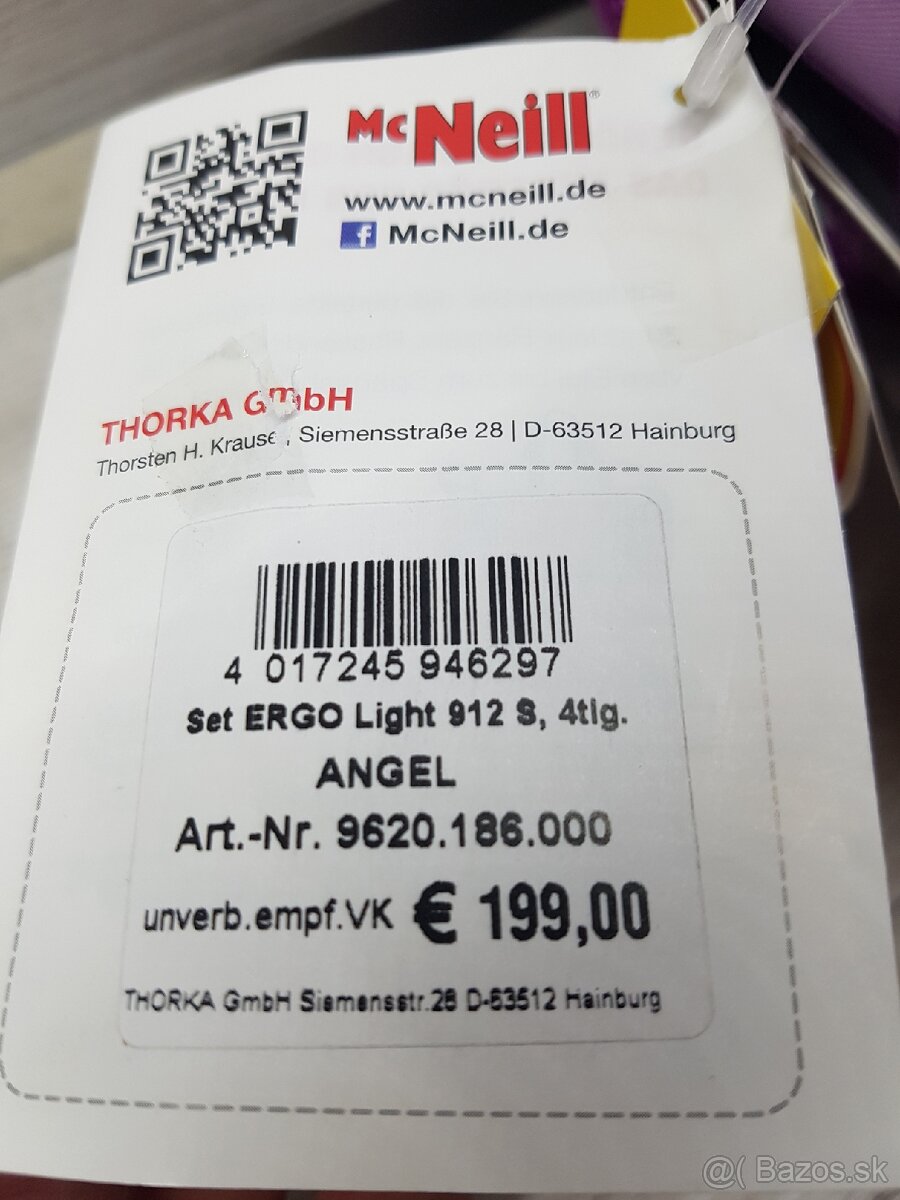 McNeill®
www.mcneill.de
f McNeill.de
THORKA GmbH
Thorsten H. Krause, Siemensstraße 28 | D-63512 Hainburg
4 017245 946297
Set ERGO Light 912 S, 4tlg.
ANGEL
Art.-Nr. 9620.186.000
unverb.empf.VK € 199,00
THORKA GmbH Siemensstr.28 D-63512 Hainburg
@( Bazos.sk